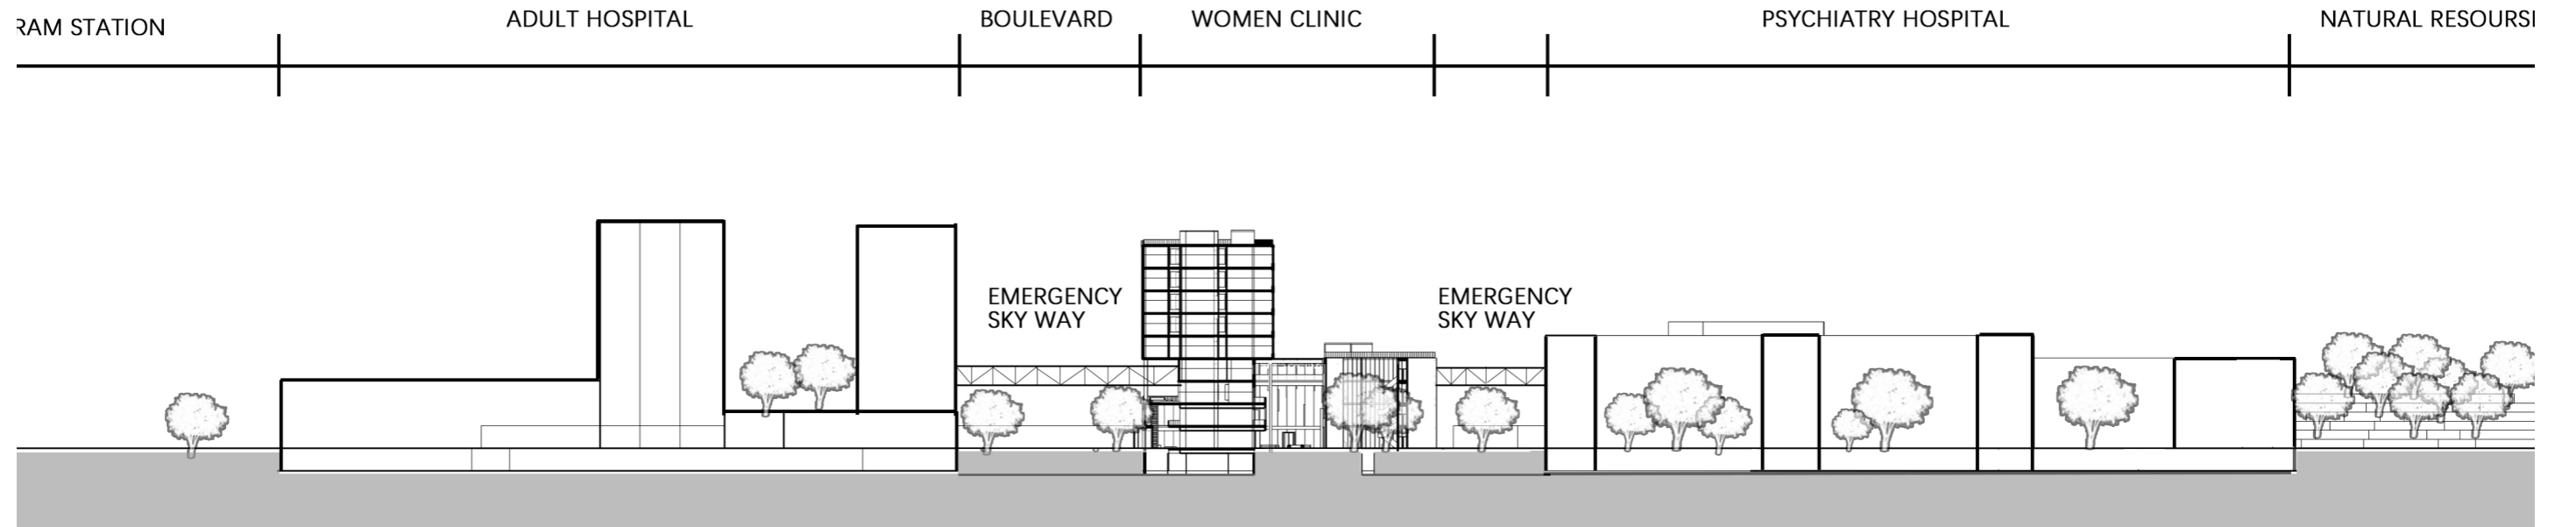 RAM STATION
ADULT HOSPITAL
BOULEVARD
WOMEN CLINIC
PSYCHIATRY HOSPITAL
NATURAL RESOURSI
EMERGENCY
SKY WAY
EMERGENCY
SKY WAY